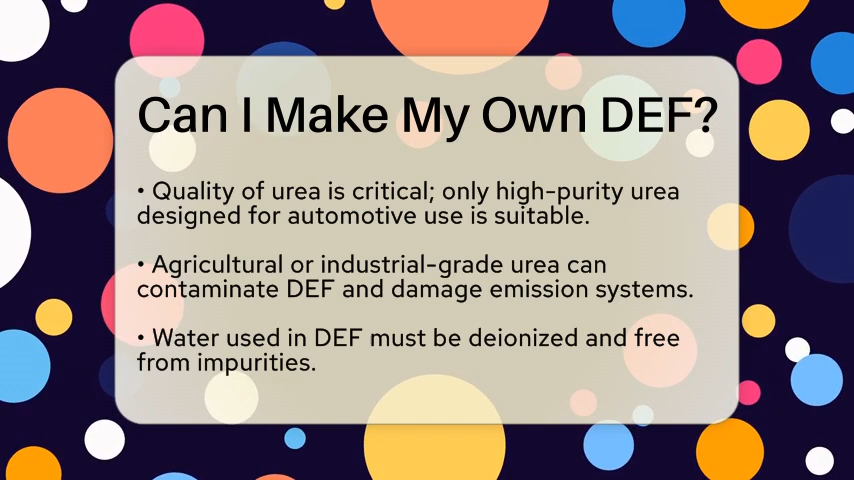 Can I Make My Own DEF?
• Quality of urea is critical; only high-purity urea
designed for automotive use is suitable.
• Agricultural or industrial-grade urea can
contaminate DEF and damage emission systems.
• Water used in DEF must be deionized and free
from impurities.